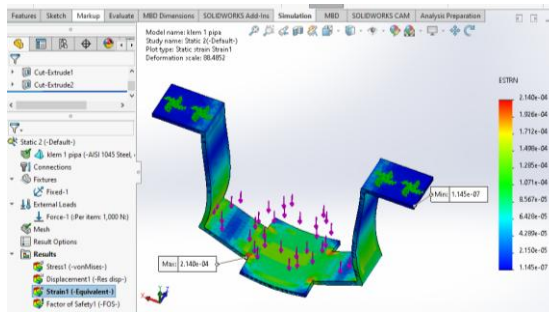 Features Sketch Markup Evaluate MBD Dimensions SOLIDWORKS Add-Ins Simulation MBD SOLIDWORKS CAM Analysis Preparation
Model name: klem 1 pipa
Study name: Static 2(-Default-)
Plot type: Static strain Strain1
Deformation scale: 88.4852
Cut-Extrude1
Cut-Extrude2
Static 2 (-Default-)
klem 1 pipa (-AISI 1045 Steel,
Connections
Fixtures
Fixed-1
External Loads
Force-1 (:Per item: 1,000 N:)
Mesh
Result Options
Results
Stress1 (-vonMises-)
Displacement1 (-Res disp-)
Strain1 (-Equivalent-)
Factor of Safety1 (-FOS-)
Min: 1.145e-07
Max: 2.140e-04
ESTRN
2.140e-04
1.926e-04
1.712e-04
1.498e-04
1.285e-04
1.071e-04
8.567e-05
6.428e-05
4.289e-05
2.150e-05
1.145e-07